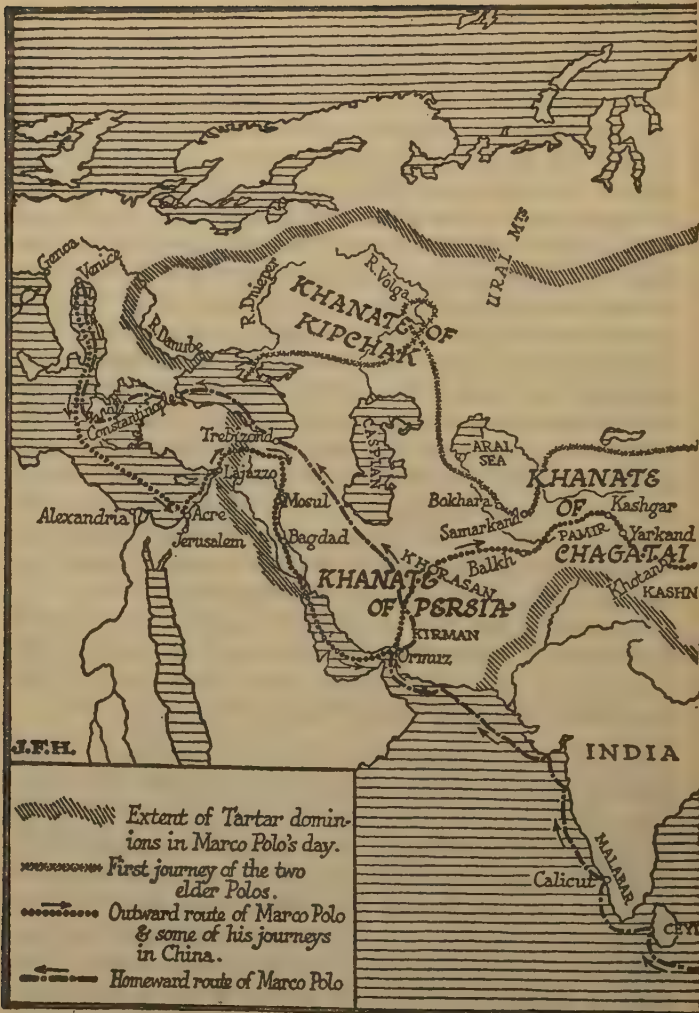 Genoa
Venice
R. Danube
R. Dnieper
R. Volga
URAL MTS
KHANATE OF
KIPCHAK
Constantinople
Trebizond
CASPIAN
ARAL
SEA
Lajazzo
Mosul
Bokhara
Samarkand
KHANATE
OF
Kashgar
Alexandria
Acre
Jerusalem
Bagdad
Balkh
PAMIR
Yarkand
CHAGATAI
KHORASAN
Khotan
KASHN
KHANATE
OF PERSIA
KIRMAN
Ormuz
J.F.H.
INDIA
MALABAR
Calicut
CEYL
Extent of Tartar domin-
ions in Marco Polo's day.
First journey of the two
elder Polos.
Outward route of Marco Polo
& some of his journeys
in China.
Homeward route of Marco Polo